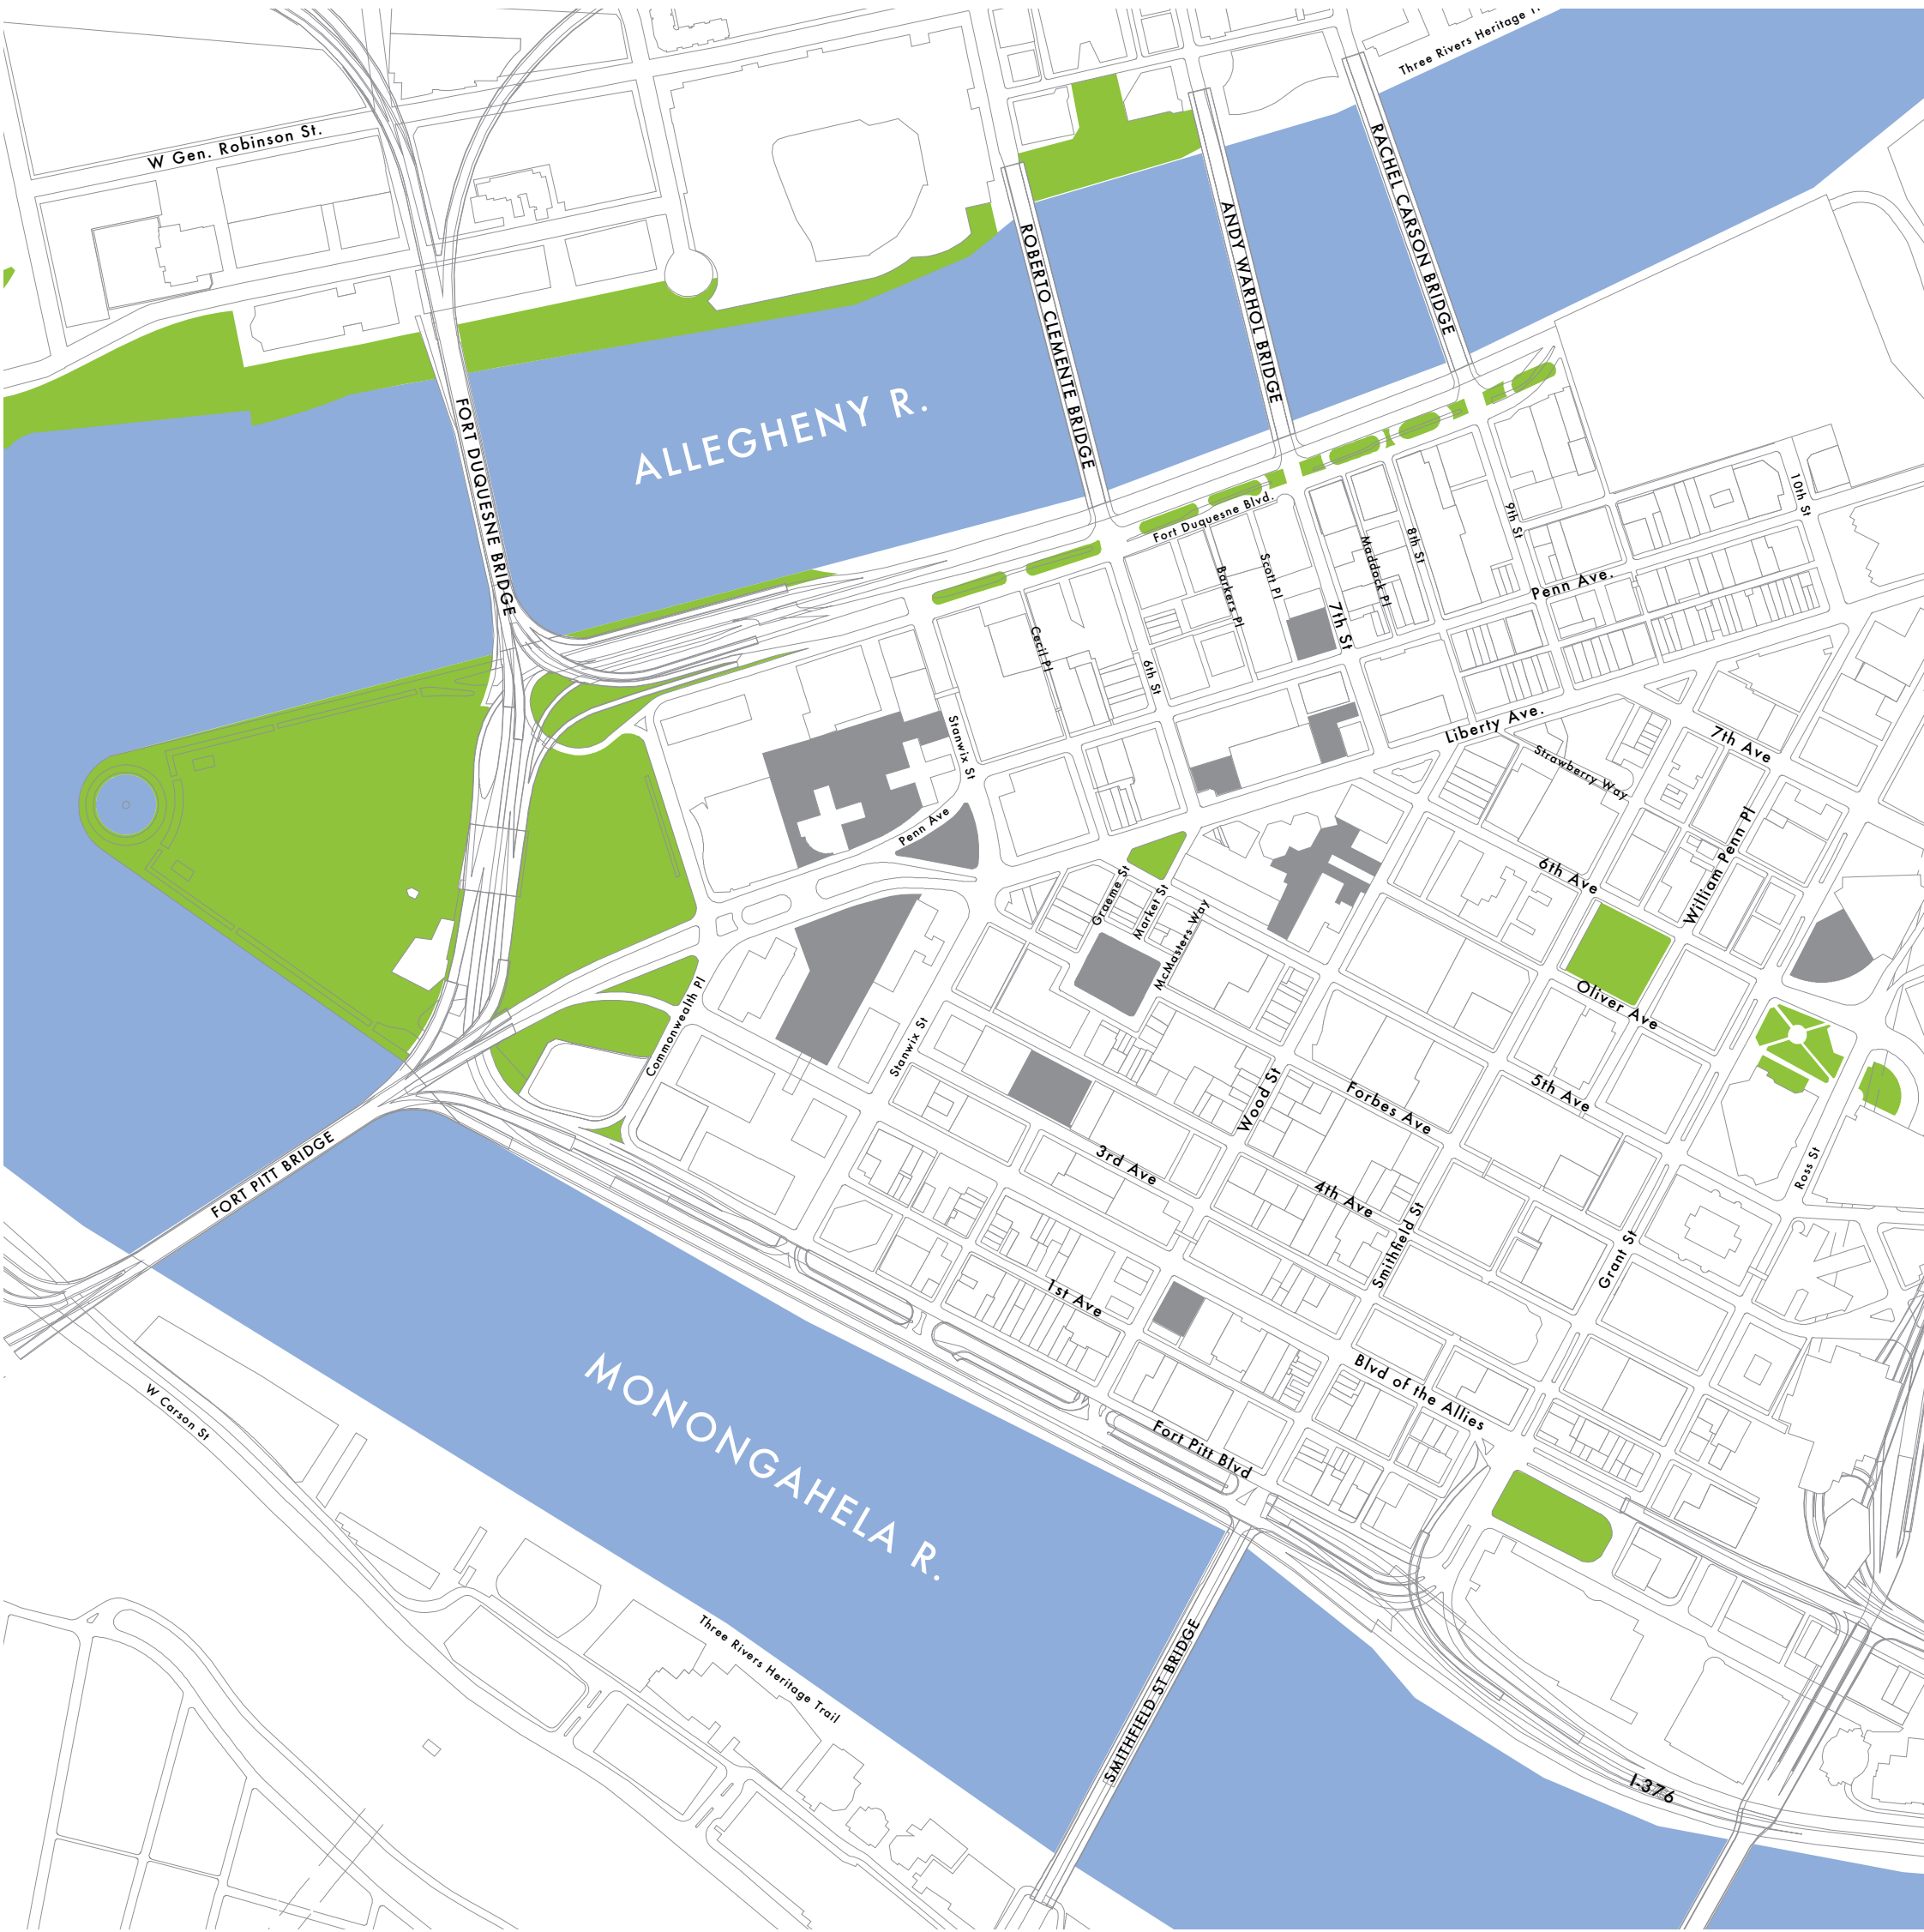 Three Rivers Heritage Tr
W Gen. Robinson St.
RACHEL CARSON BRIDGE
ANDY WARHOL BRIDGE
ROBERTO CLEMENTE BRIDGE
FORT DUQUESNE BRIDGE
ALLEGHENY R.
Fort Duquesne Blvd.
10th St
9th St
8th St
Maddock Pl
Scott Pl
Barkers Pl
7th St
Penn Ave.
Cecil Pl
6th St
Stanwix St
Liberty Ave.
7th Ave
Strawberry Way
Penn Ave
William Penn Pl
6th Ave
Graeme St
Market St
McMasters Way
Oliver Ave
Commonwealth Pl
Stanwix St
Wood St
Forbes Ave
5th Ave
FORT PITT BRIDGE
3rd Ave
4th Ave
Ross St
Smithfield St
Grant St
1st Ave
Blvd of the Allies
W Carson St
MONONGAHELA R.
Fort Pitt Blvd
Three Rivers Heritage Trail
SMITHFIELD ST BRIDGE
I-376